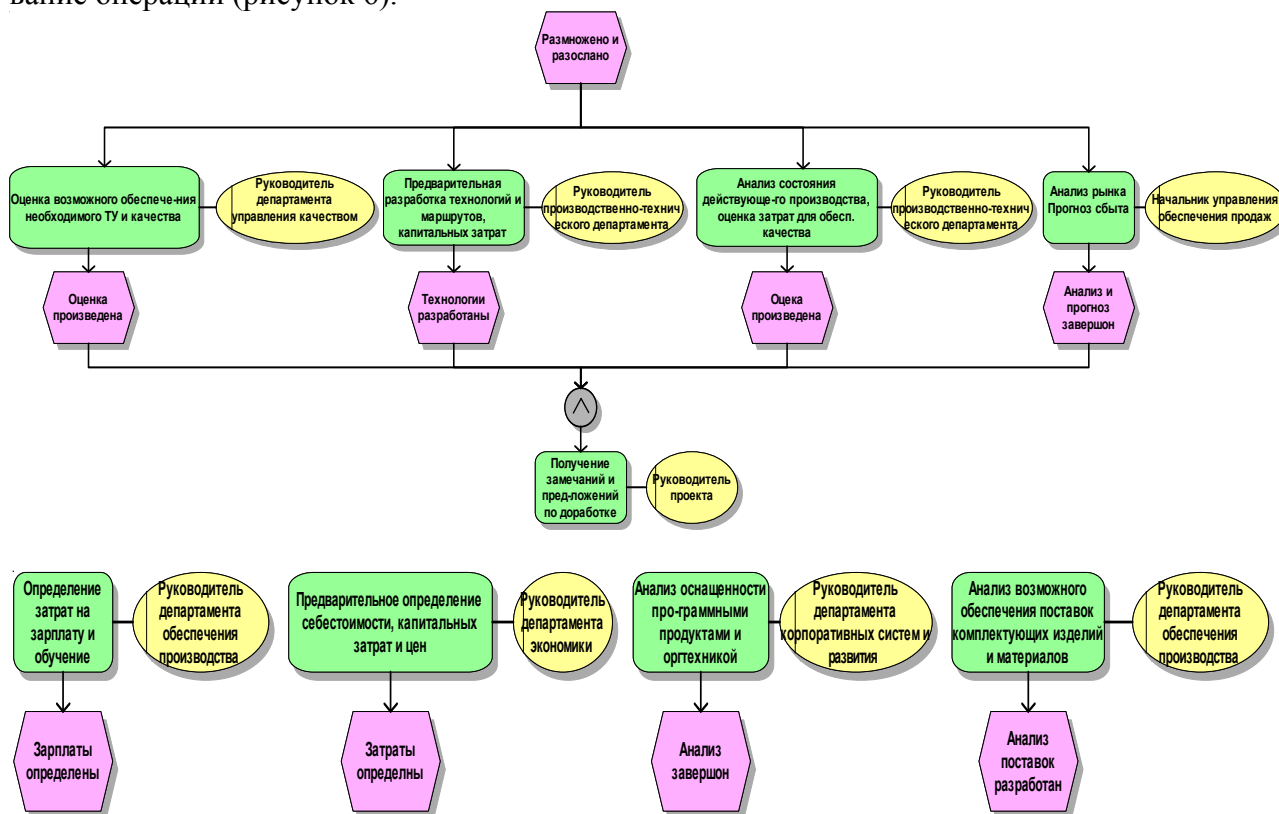 вание операции (рисунок 6).
Размножено и
разослано
Оценка возможного обеспече-ния
необходимого ТУ и качества
Руководитель
департамента
управления качеством
Предварительная
разработка технологий и
маршрутов,
капитальных затрат
Руководитель
производственно-технич
еского департамента
Анализ состояния
действующе-го производства,
оценка затрат для обесп.
качества
Руководитель
производственно-технич
еского департамента
Анализ рынка
Прогноз сбыта
Начальник управления
обеспечения продаж
Оценка
произведена
Технологии
разработаны
Оцека
произведена
Анализ и
прогноз
завершон
Получение
замечаний и
пред-ложений
по доработке
Руководитель
проекта
Определение
затрат на
зарплату и
обучение
Руководитель
департамента
обеспечения
производства
Предварительное определение
себестоимости, капитальных
затрат и цен
Руководитель
департамента
экономики
Анализ оснащенности
про-граммными
продуктами и
оргтехникой
Руководитель
департамента
корпоративных систем и
развития
Анализ возможного
обеспечения поставок
комплектующих изделий
и материалов
Руководитель
департамента
обеспечения
производства
Зарплаты
определены
Затраты
определны
Анализ
завершон
Анализ
поставок
разработан